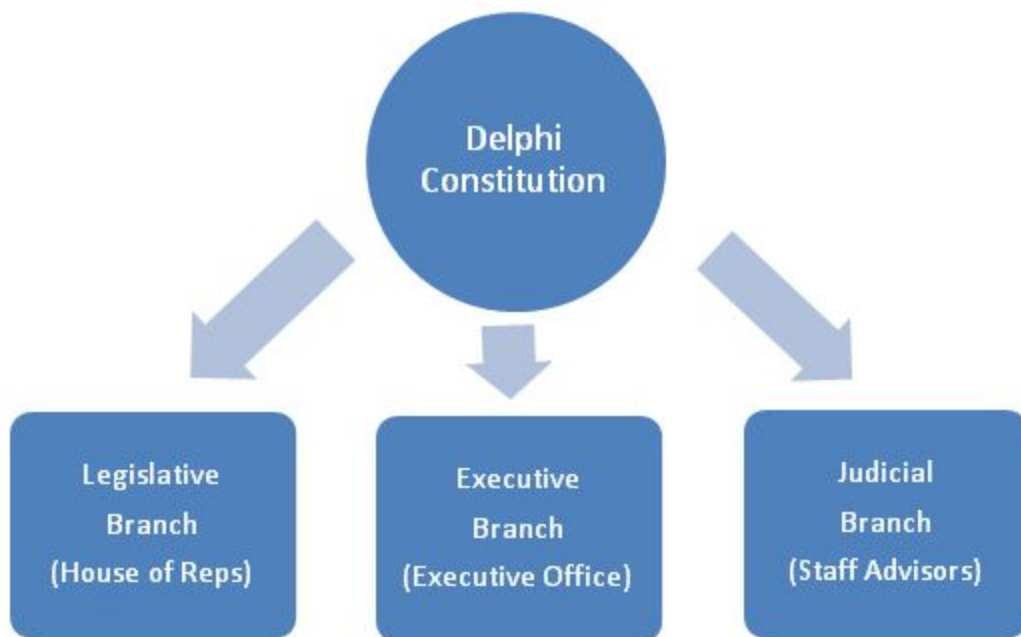 Delphi
Constitution
Legislative
Branch
(House of Reps)
Executive
Branch
(Executive Office)
Judicial
Branch
(Staff Advisors)